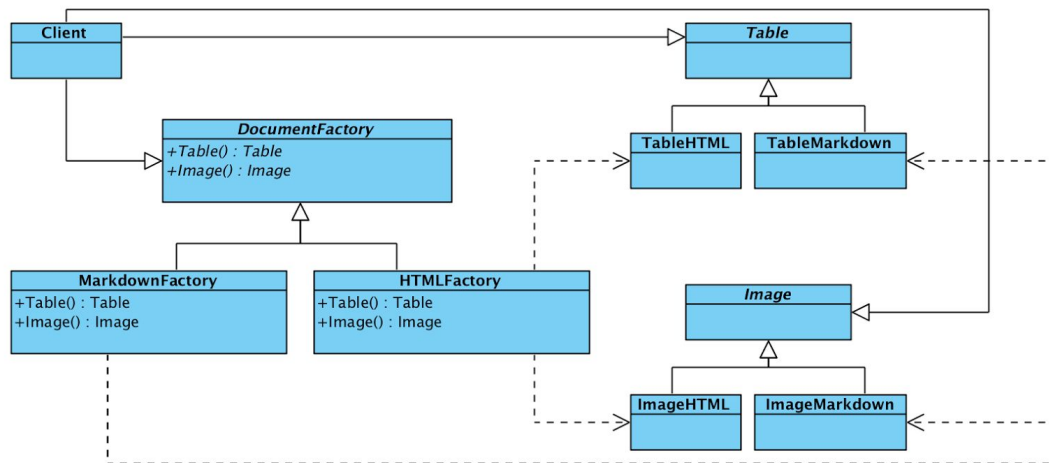 Client
Table
DocumentFactory
+Table() : Table
+Image() : Image
TableHTML
TableMarkdown
MarkdownFactory
+Table() : Table
+Image() : Image
HTMLFactory
+Table() : Table
+Image() : Image
Image
ImageHTML
ImageMarkdown